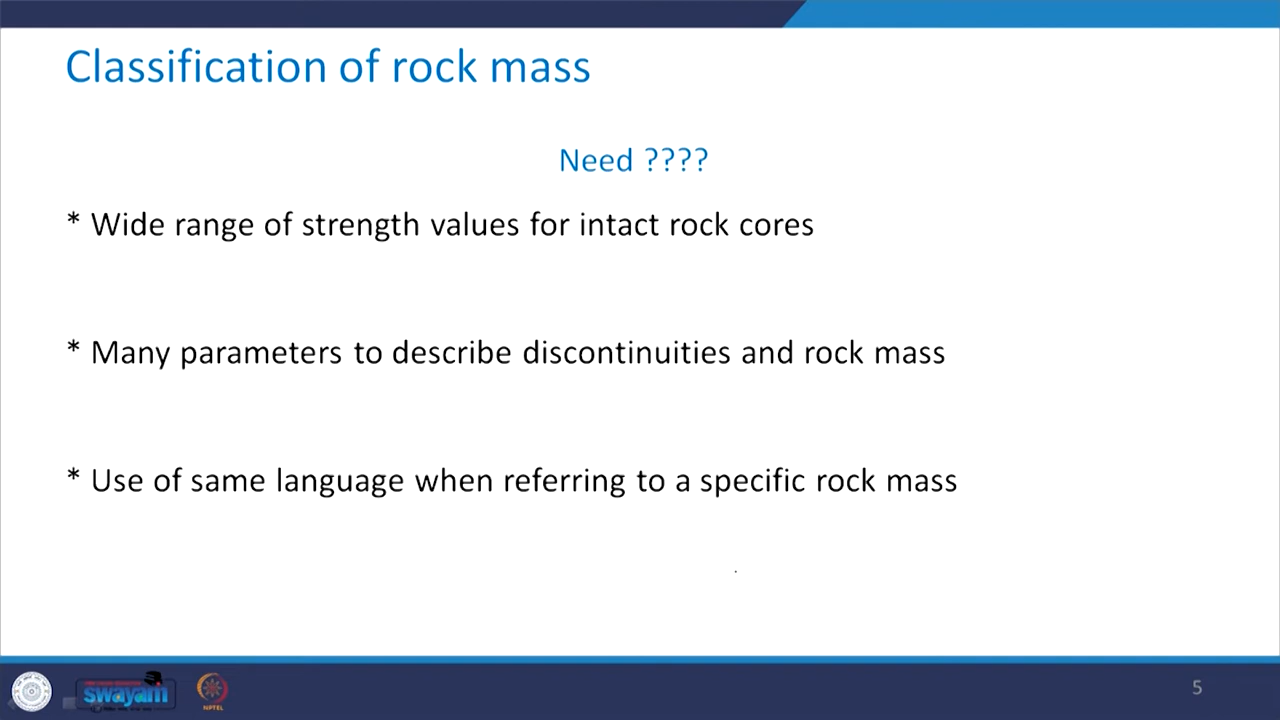 Classification of rock mass
Need ????
* Wide range of strength values for intact rock cores
* Many parameters to describe discontinuities and rock mass
* Use of same language when referring to a specific rock mass
swayam
NPTEL
5